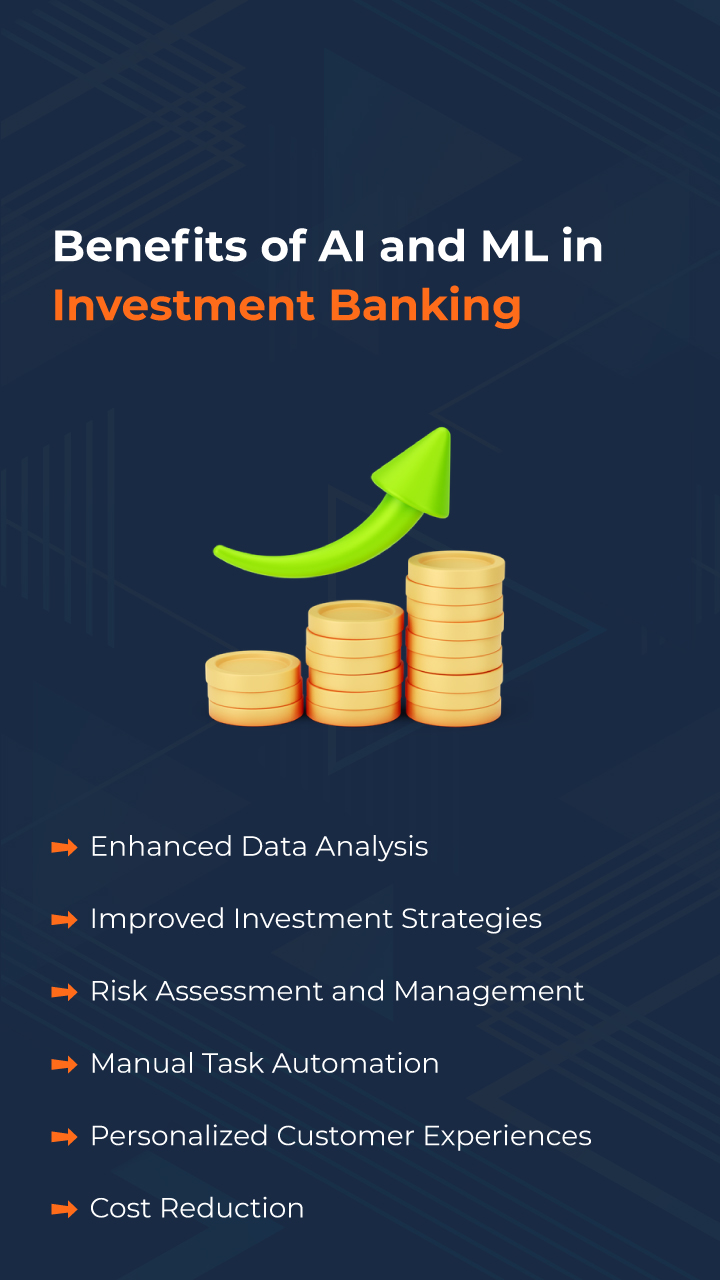 Benefits of AI and ML in
Investment Banking
Enhanced Data Analysis
Improved Investment Strategies
Risk Assessment and Management
Manual Task Automation
Personalized Customer Experiences
Cost Reduction